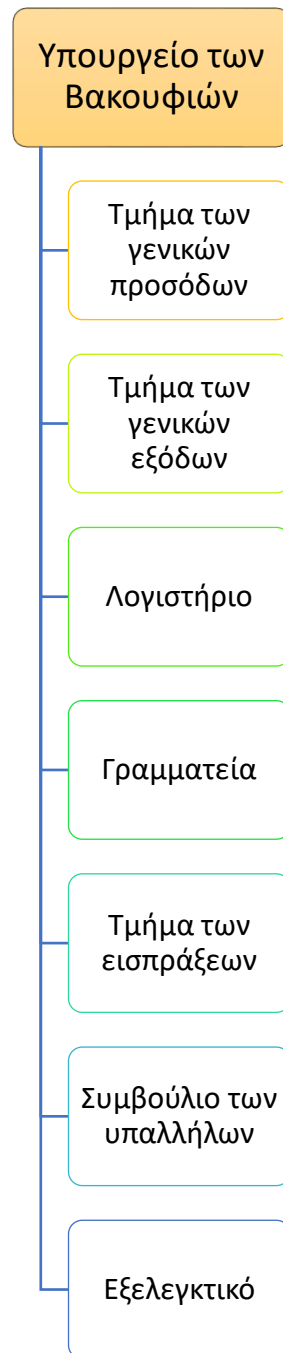 Υπουργείο των
Βακουφιών
Τμήμα των
γενικών
προσόδων
Τμήμα των
γενικών
εξόδων
Λογιστήριο
Γραμματεία
Τμήμα των
εισπράξεων
Συμβούλιο των
υπαλλήλων
Εξελεγκτικό